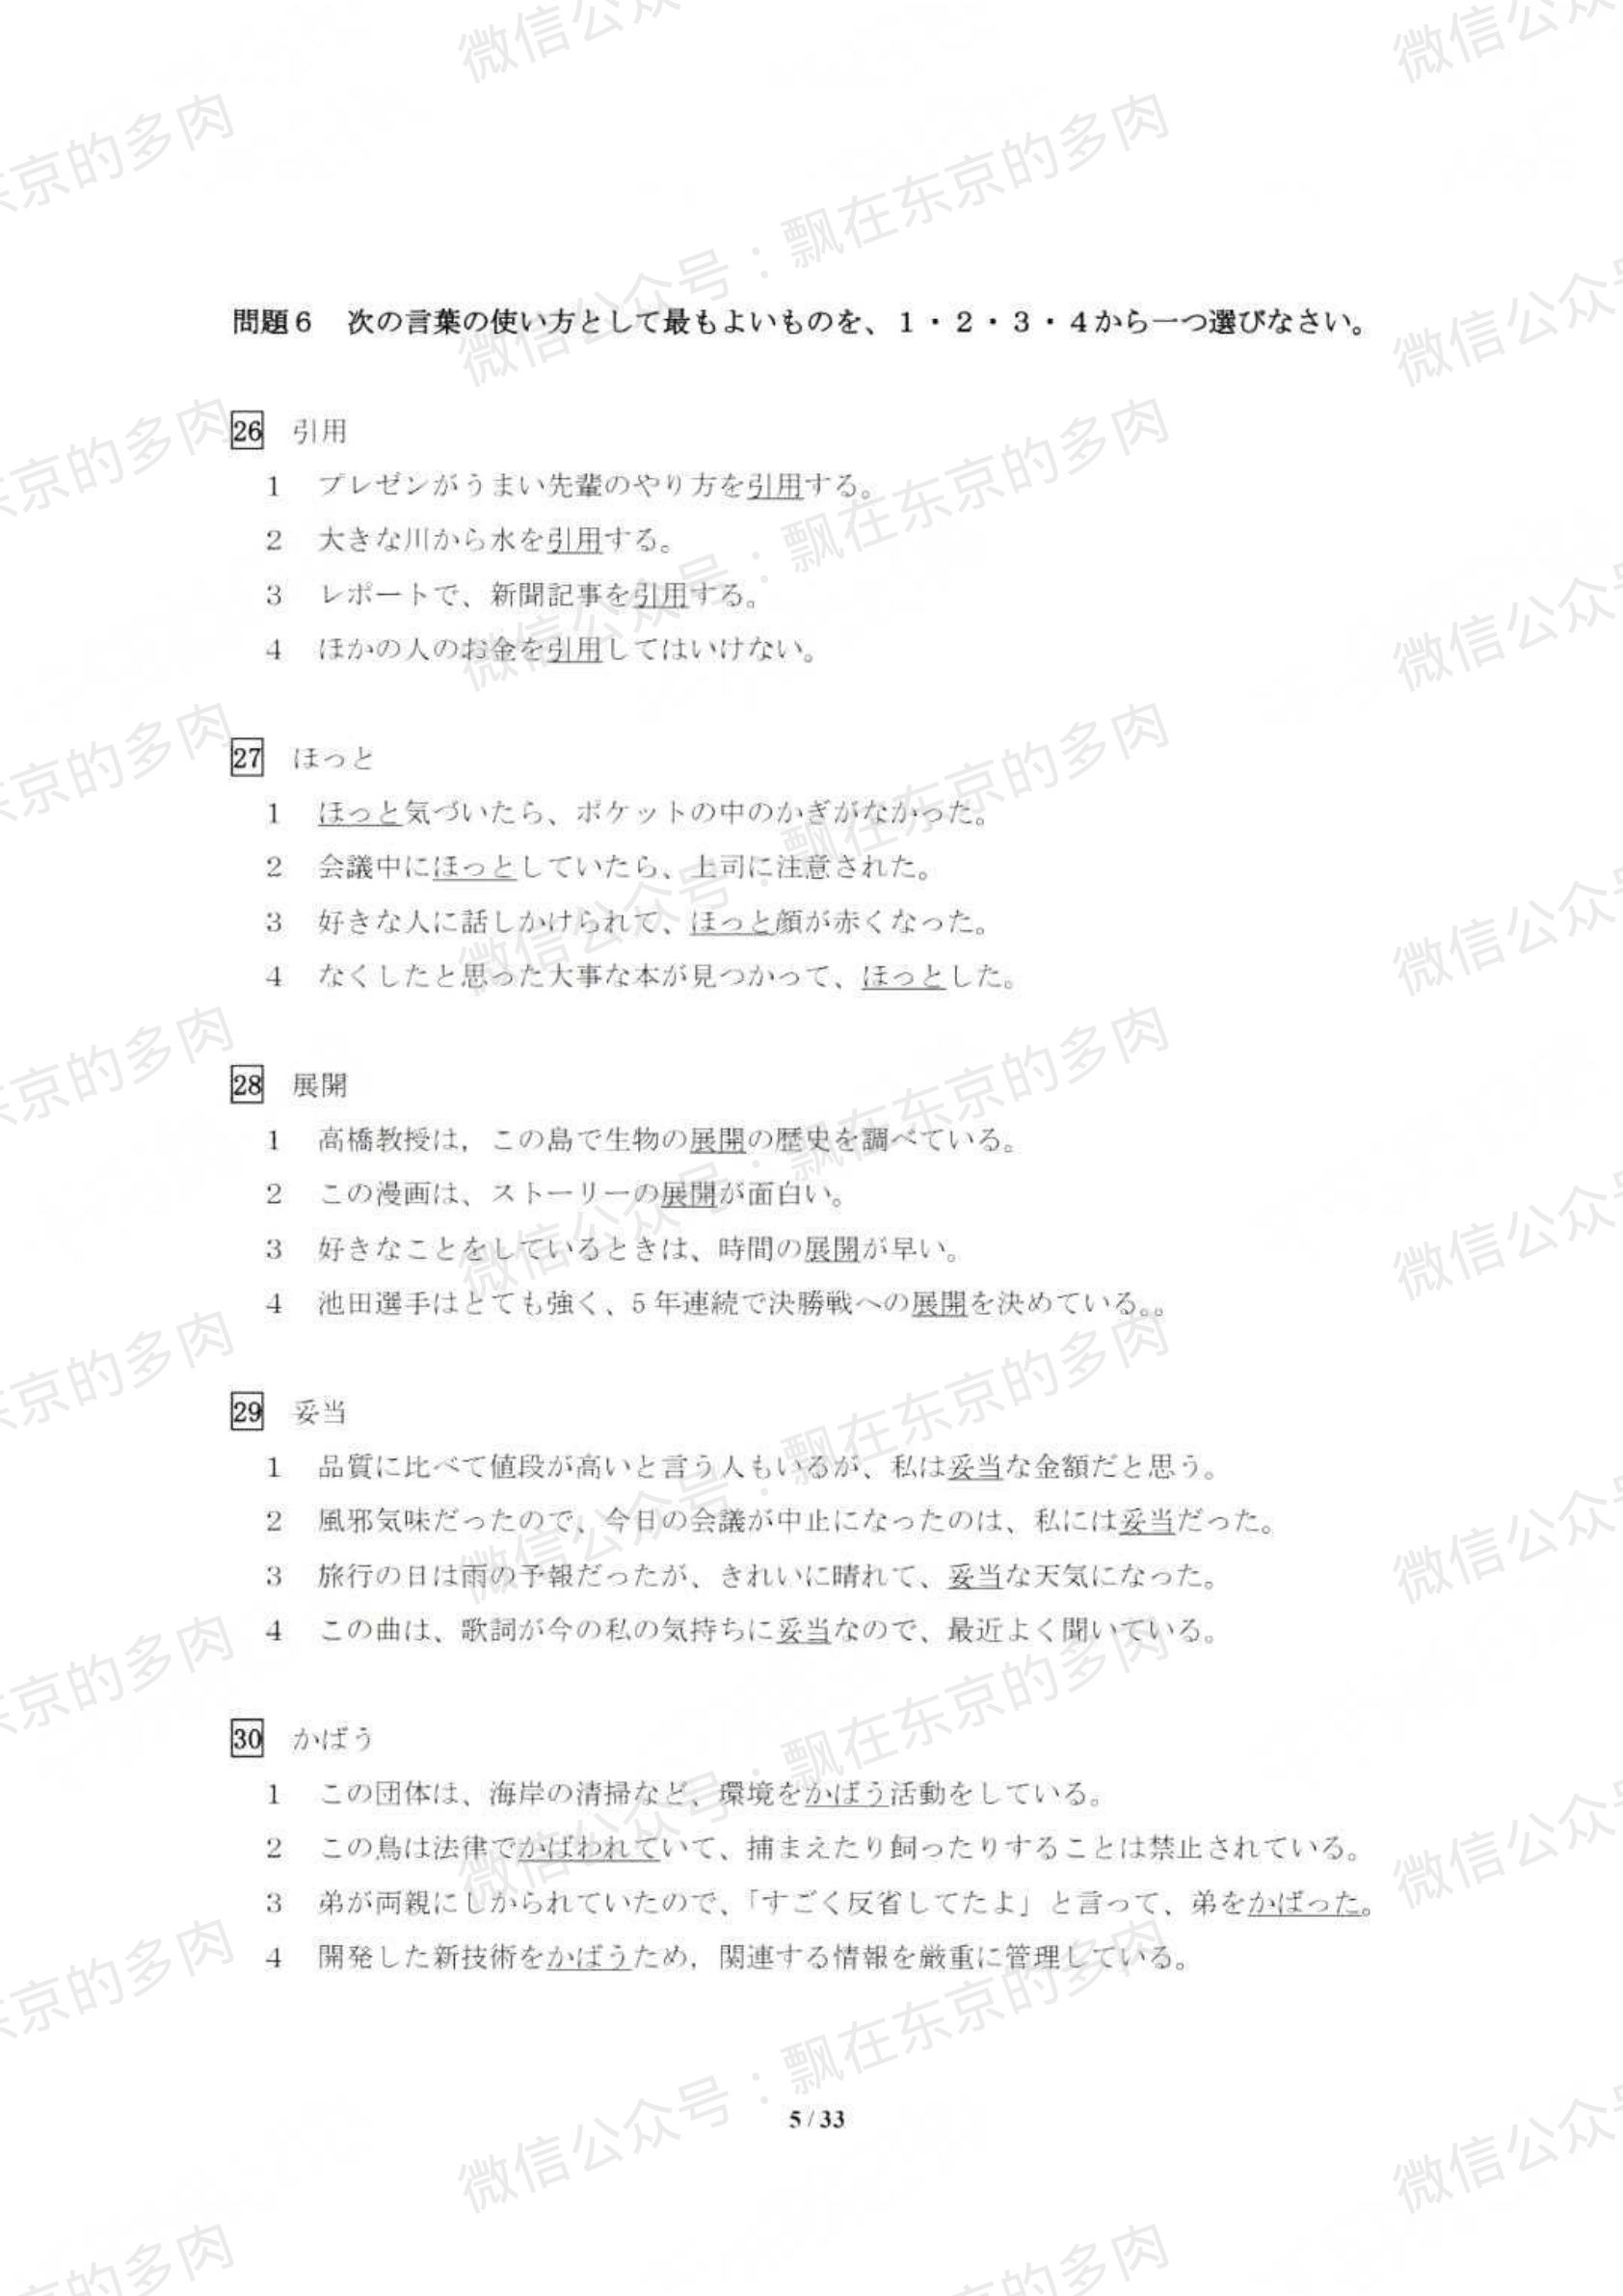 問題6　次の言葉の使い方として最もよいものを、1・2・3・4から一つ選びなさい。
26　引用
1　プレゼンがうまい先輩のやり方を引用する。
2　大きな川から水を引用する。
3　レポートで、新聞記事を引用する。
4　ほかの人のお金を引用してはいけない。
27　ほっと
1　ほっと気づいたら、ポケットの中のかぎがなかった。
2　会議中にほっとしていたら、上司に注意された。
3　好きな人に話しかけられて、ほっと顔が赤くなった。
4　なくしたと思った大事な本が見つかって、ほっとした。
28　展開
1　高橋教授は，この島で生物の展開の歴史を調べている。
2　この漫画は、ストーリーの展開が面白い。
3　好きなことをしているときは、時間の展開が早い。
4　池田選手はとても強く、5年連続で決勝戦への展開を決めている。。
29　妥当
1　品質に比べて値段が高いと言う人もいるが、私は妥当な金額だと思う。
2　風邪気味だったので、今日の会議が中止になったのは、私には妥当だった。
3　旅行の日は雨の予報だったが、きれいに晴れて、妥当な天気になった。
4　この曲は、歌詞が今の私の気持ちに妥当なので、最近よく聞いている。
30　かばう
1　この団体は、海岸の清掃など、環境をかばう活動をしている。
2　この鳥は法律でかばわれていて、捕まえたり飼ったりすることは禁止されている。
3　弟が両親にしかられていたので、「すごく反省してたよ」と言って、弟をかばった。
4　開発した新技術をかばうため，関連する情報を厳重に管理している。
5 / 33
微信公众号：飘在东京的多肉